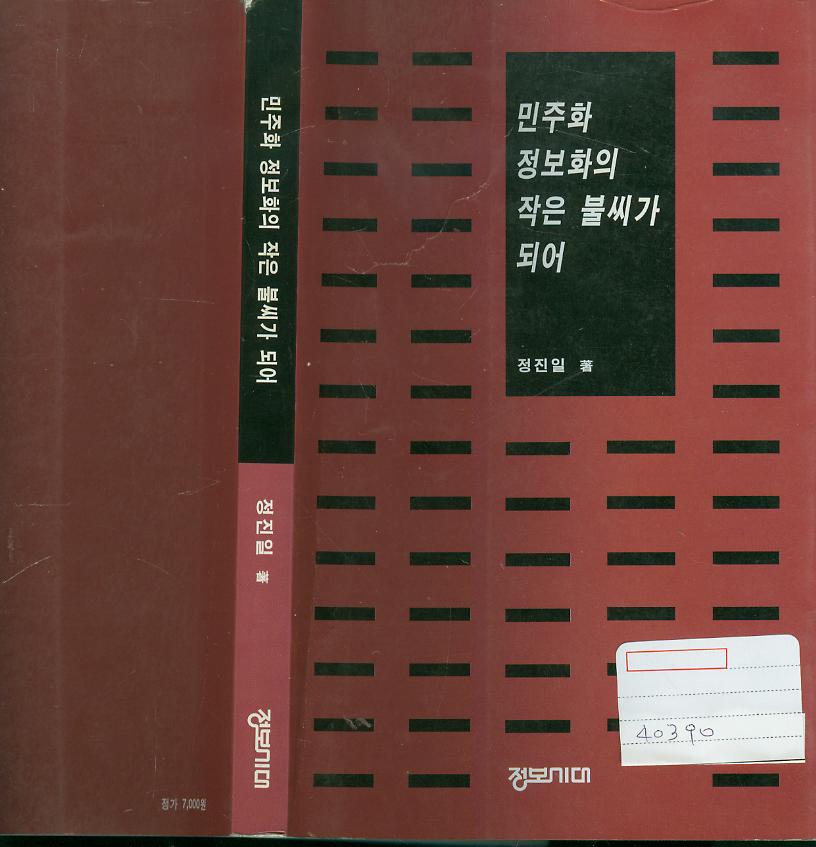 민주화
정보화의
작은 불씨가
되어
정진일 著
정보시대
40390
민주화 정보화의 작은 불씨가 되어
정진일 著
정보시대
정가 7,000원